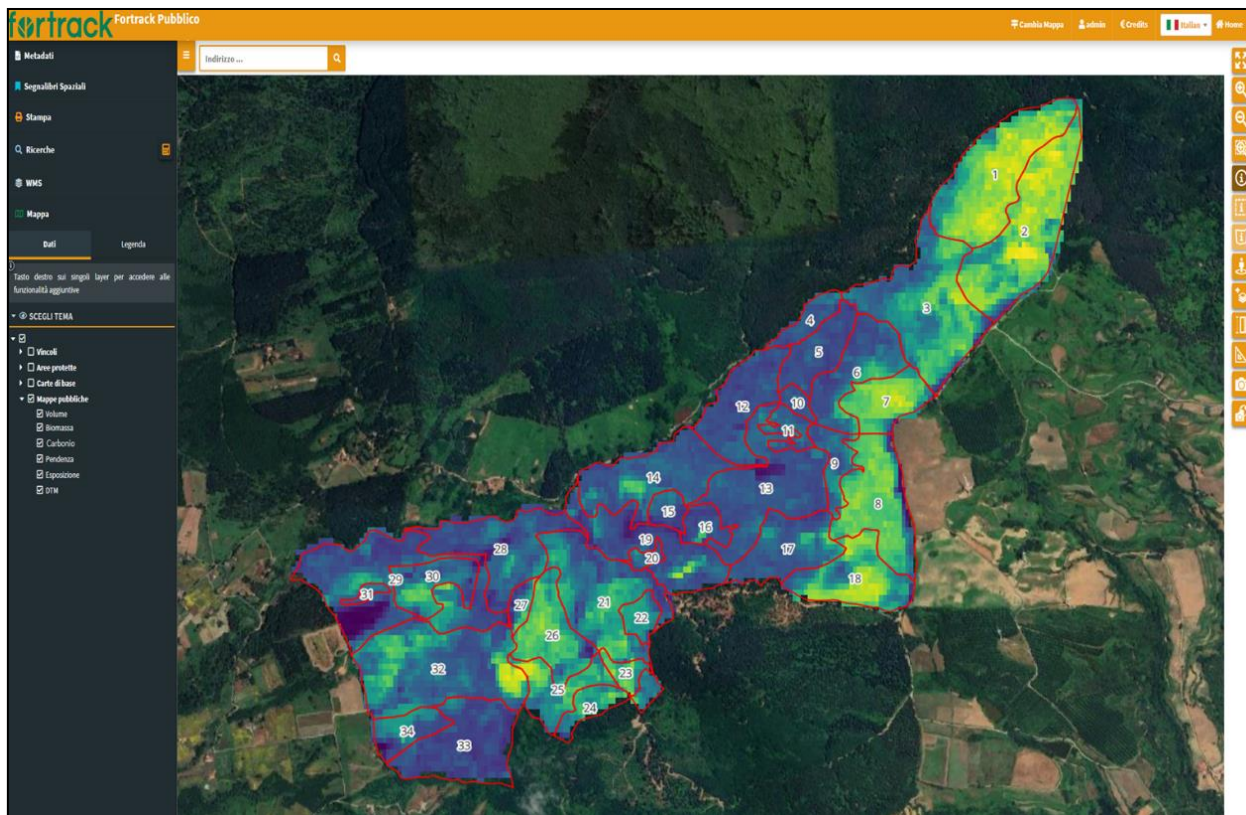 fortrack Fortrack Pubblico
Cambia Mappa admin Credits Italian Home
Metadati
Segnalibri Spaziali
Stampa
Ricerche
WMS
Mappa
Dati Legenda
Tasto destro sui singoli layer per accedere alle
funzionalità aggiuntive
SCEGLI TEMA
Vincoli
Aree protette
Carte di base
Mappe pubbliche
Volume
Biomassa
Carbonio
Pendenza
Esposizione
DTM
Indirizzo ...
1
2
3
4
5
6
7
8
9
10
11
12
13
14
15
16
17
18
19
20
21
22
23
24
25
26
27
28
29
30
31
32
33
34